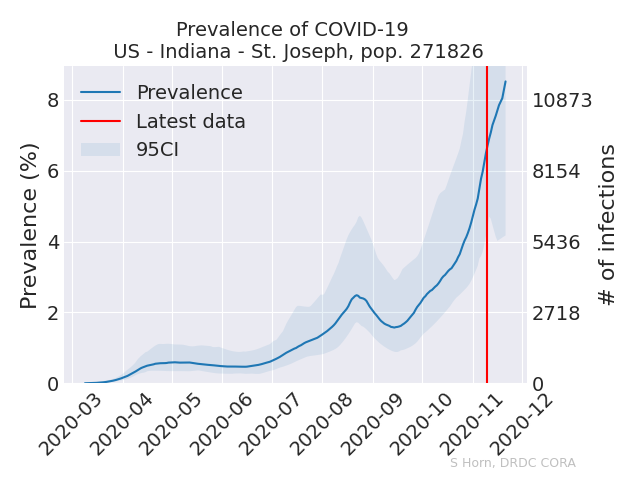 Prevalence of COVID-19
US - Indiana - St. Joseph, pop. 271826
Prevalence
Latest data
95CI
Prevalence (%)
8
6
4
2
0
10873
8154
5436
2718
0
# of infections
2020-03
2020-04
2020-05
2020-06
2020-07
2020-08
2020-09
2020-10
2020-11
2020-12
S Horn, DRDC CORA